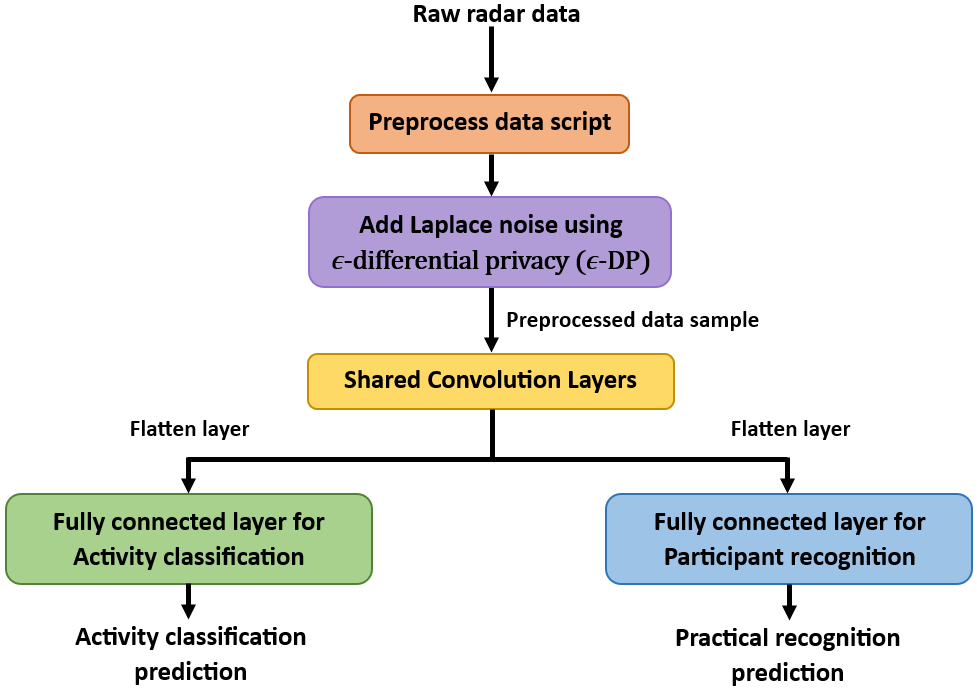 Raw radar data
Preprocess data script
Add Laplace noise using
ϵ-differential privacy (ϵ-DP)
Preprocessed data sample
Shared Convolution Layers
Flatten layer
Flatten layer
Fully connected layer for
Activity classification
Fully connected layer for
Participant recognition
Activity classification
prediction
Practical recognition
prediction